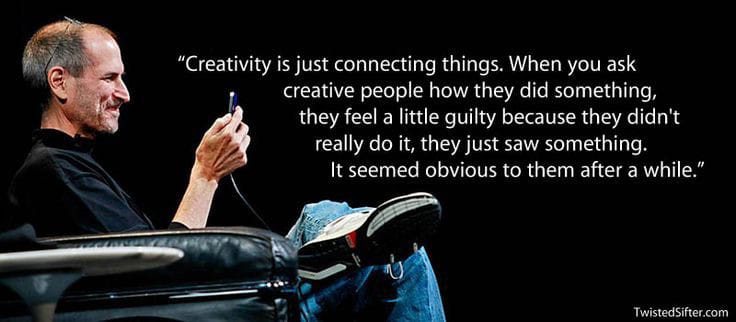 “Creativity is just connecting things. When you ask
creative people how they did something,
they feel a little guilty because they didn't
really do it, they just saw something.
It seemed obvious to them after a while.”
TwistedSifter.com